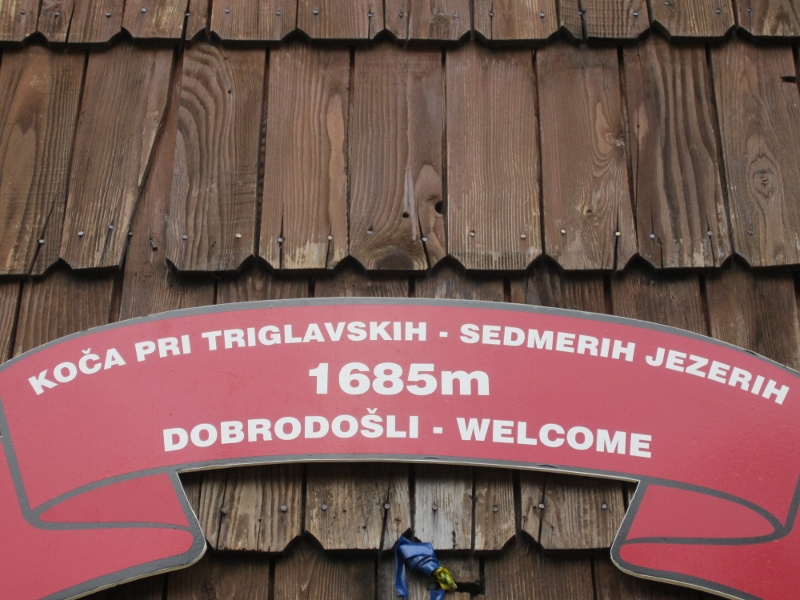 KOČA PRI TRIGLAVSKIH - SEDMERIH JEZERIH
1685m
DOBRODOŠLI - WELCOME